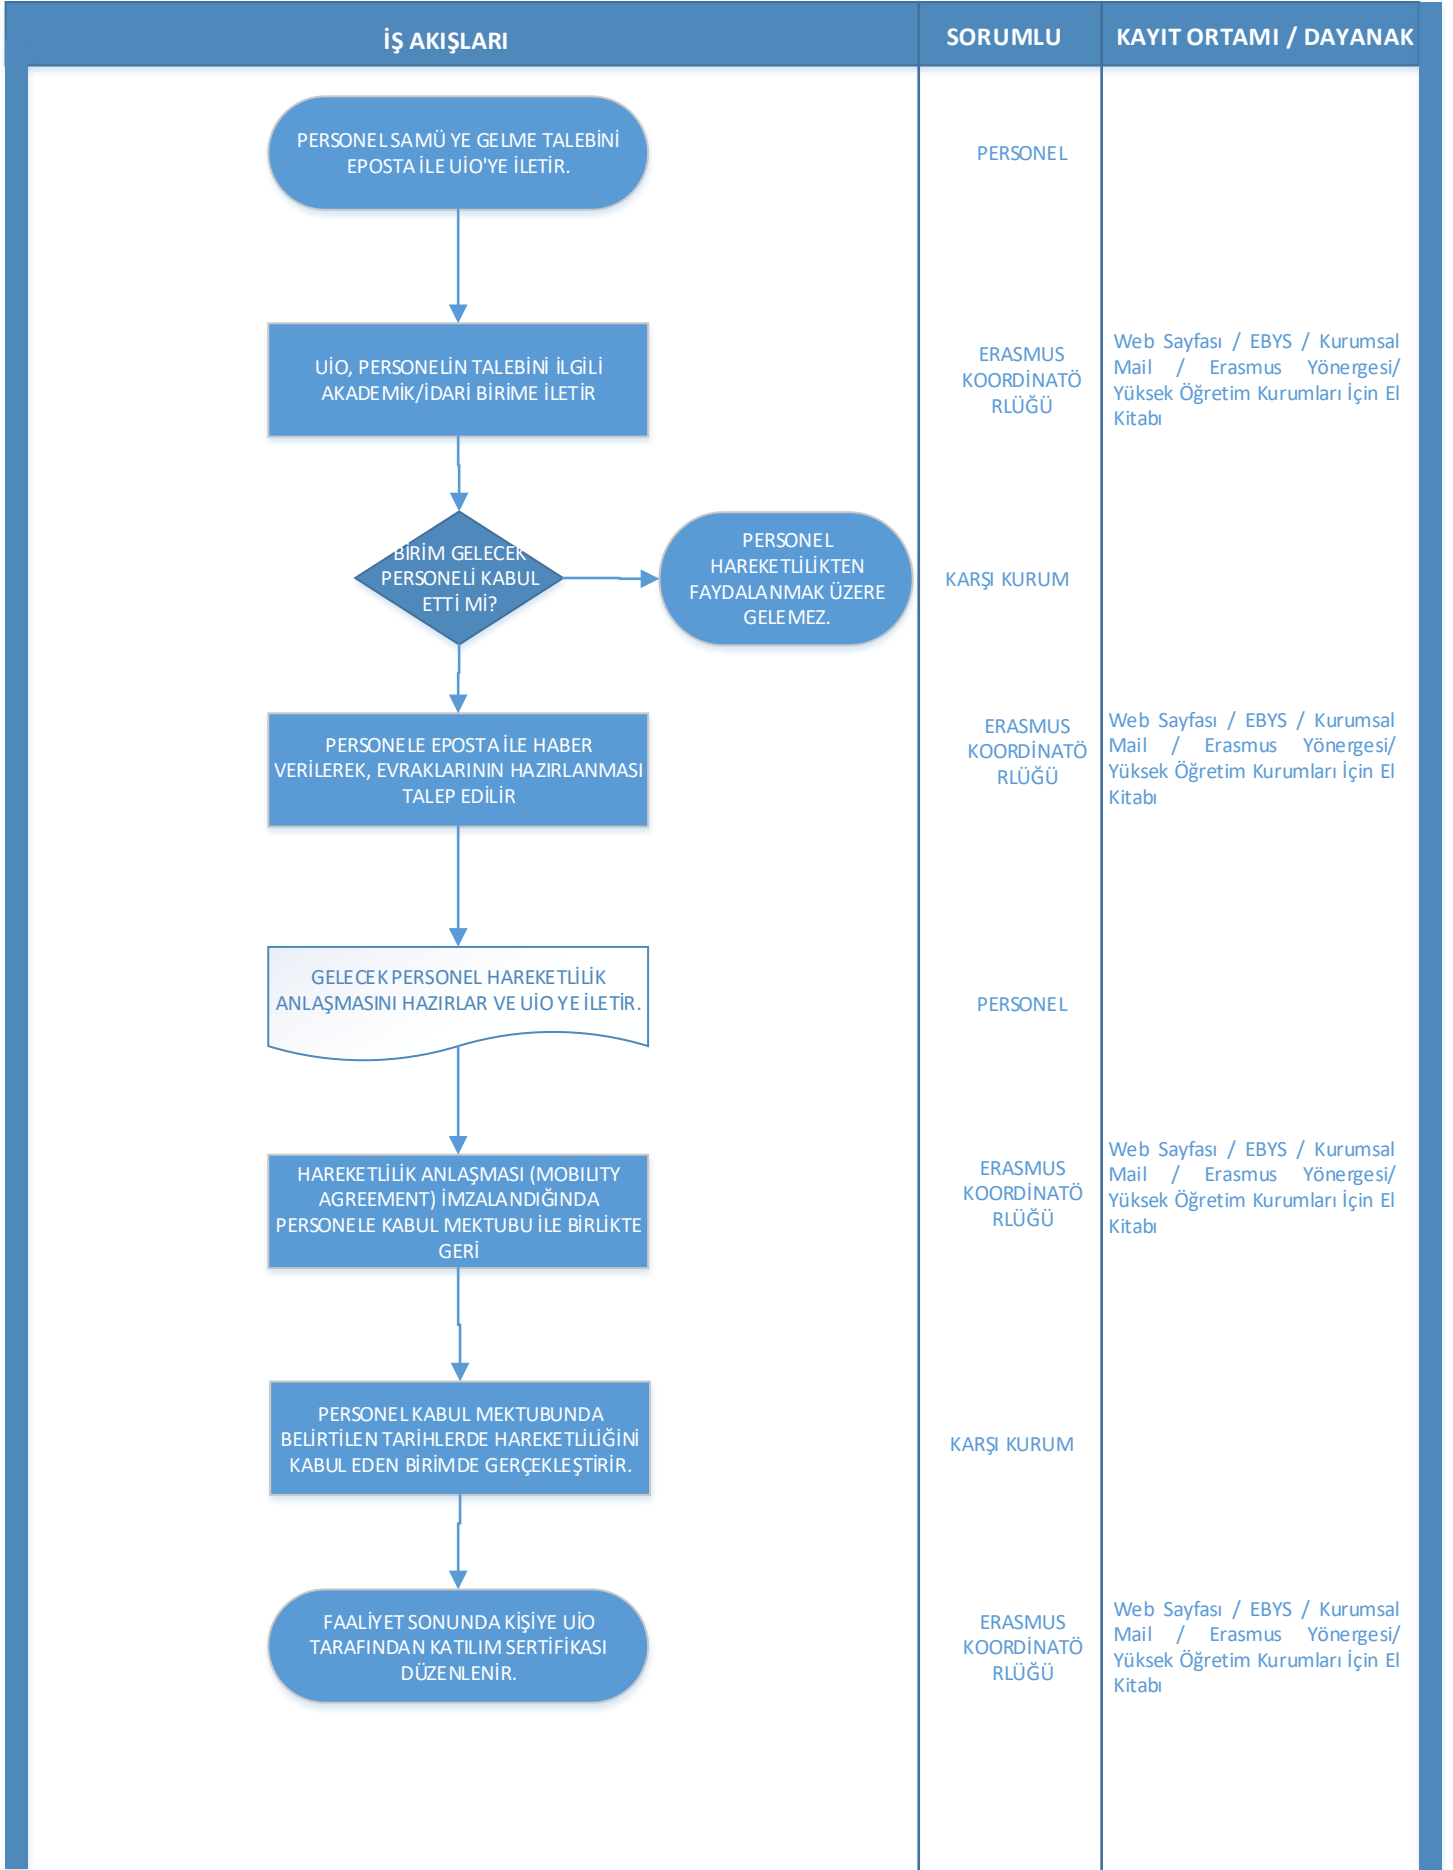 İŞ AKIŞLARI
SORUMLU
KAYIT ORTAMI / DAYANAK
PERSONEL SAMÜ YE GELME TALEBİNİ
EPOSTA İLE UİO'YE İLETİR.
PERSONEL
UİO, PERSONELİN TALEBİNİ İLGİLİ
AKADEMİK/İDARİ BİRİME İLETİR
ERASMUS
KOORDİNATÖ
RLÜĞÜ
Web Sayfası / EBYS / Kurumsal
Mail / Erasmus Yönergesi/
Yüksek Öğretim Kurumları İçin El
Kitabı
BİRİM GELECEK
PERSONELİ KABUL
ETTİ Mİ?
PERSONEL
HAREKETLİLİKTEN
FAYDALANMAK ÜZERE
GELEMEZ.
KARŞI KURUM
PERSONELE EPOSTA İLE HABER
VERİLEREK, EVRAKLARININ HAZIRLANMASI
TALEP EDİLİR
ERASMUS
KOORDİNATÖ
RLÜĞÜ
Web Sayfası / EBYS / Kurumsal
Mail / Erasmus Yönergesi/
Yüksek Öğretim Kurumları İçin El
Kitabı
GELECEK PERSONEL HAREKETLİLİK
ANLAŞMASINI HAZIRLAR VE UİO YE İLETİR.
PERSONEL
HAREKETLİLİK ANLAŞMASI (MOBILITY
AGREEMENT) İMZALANDIĞINDA
PERSONELE KABUL MEKTUBU İLE BİRLİKTE
GERİ
ERASMUS
KOORDİNATÖ
RLÜĞÜ
Web Sayfası / EBYS / Kurumsal
Mail / Erasmus Yönergesi/
Yüksek Öğretim Kurumları İçin El
Kitabı
PERSONEL KABUL MEKTUBUNDA
BELİRTİLEN TARİHLERDE HAREKETLİLİĞİNİ
KABUL EDEN BİRİMDE GERÇEKLEŞTİRİR.
KARŞI KURUM
FAALİYET SONUNDA KİŞİYE UİO
TARAFINDAN KATILIM SERTİFİKASI
DÜZENLENİR.
ERASMUS
KOORDİNATÖ
RLÜĞÜ
Web Sayfası / EBYS / Kurumsal
Mail / Erasmus Yönergesi/
Yüksek Öğretim Kurumları İçin El
Kitabı